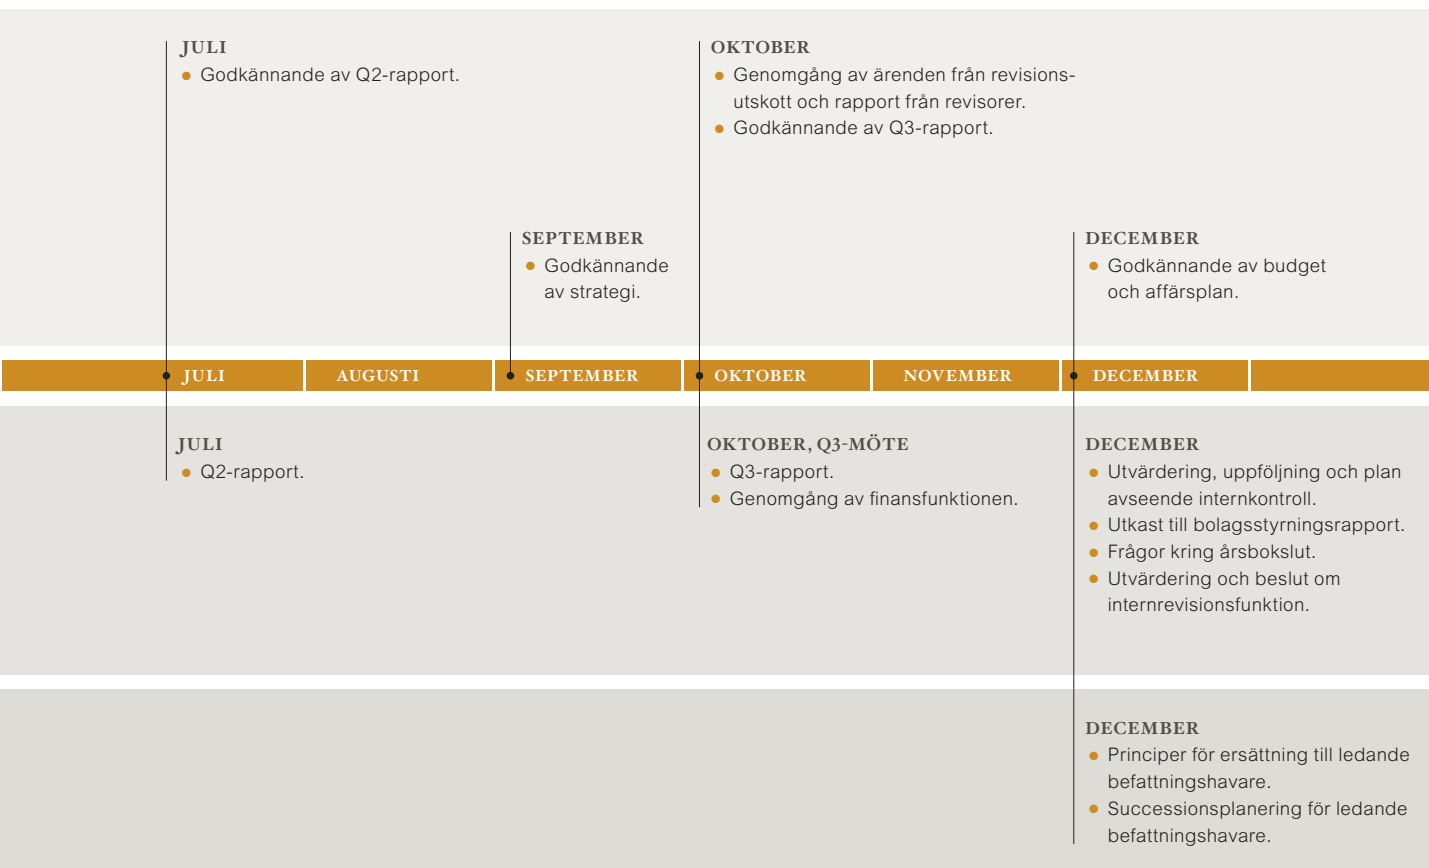 JULI
Godkännande av Q2-rapport.
OKTOBER
Genomgång av ärenden från revisions-
utskott och rapport från revisorer.
Godkännande av Q3-rapport.
SEPTEMBER
Godkännande
av strategi.
DECEMBER
Godkännande av budget
och affärsplan.
JULI
AUGUSTI
SEPTEMBER
OKTOBER
NOVEMBER
DECEMBER
JULI
Q2-rapport.
OKTOBER, Q3-MÖTE
Q3-rapport.
Genomgång av finansfunktionen.
DECEMBER
Utvärdering, uppföljning och plan
avseende internkontroll.
Utkast till bolagsstyrningsrapport.
Frågor kring årsbokslut.
Utvärdering och beslut om
internrevisionsfunktion.
DECEMBER
Principer för ersättning till ledande
befattningshavare.
Successionsplanering för ledande
befattningshavare.